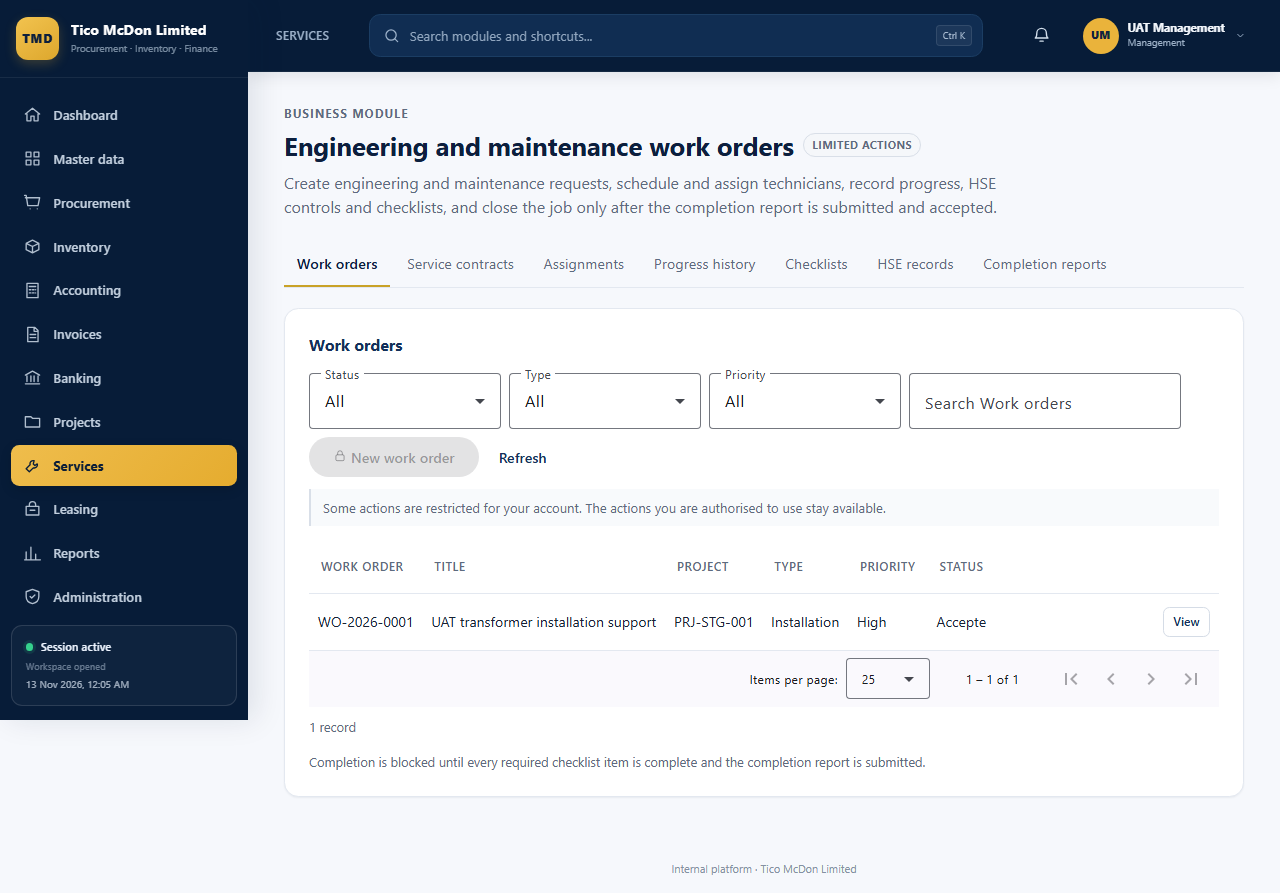 TMD
Tico McDon Limited
Procurement · Inventory · Finance
SERVICES
Search modules and shortcuts...
Ctrl K
UM
UAT Management
Management
Dashboard
Master data
Procurement
Inventory
Accounting
Invoices
Banking
Projects
Services
Leasing
Reports
Administration
Session active
Workspace opened
13 Nov 2026, 12:05 AM
BUSINESS MODULE
Engineering and maintenance work orders
LIMITED ACTIONS
Create engineering and maintenance requests, schedule and assign technicians, record progress, HSE
controls and checklists, and close the job only after the completion report is submitted and accepted.
Work orders Service contracts Assignments Progress history Checklists HSE records Completion reports
Work orders
Status Type Priority
All All All Search Work orders
New work order Refresh
Some actions are restricted for your account. The actions you are authorised to use stay available.
WORK ORDER TITLE PROJECT TYPE PRIORITY STATUS
WO-2026-0001 UAT transformer installation support PRJ-STG-001 Installation High Accepte View
Items per page: 25 1 – 1 of 1
1 record
Completion is blocked until every required checklist item is complete and the completion report is submitted.
Internal platform · Tico McDon Limited